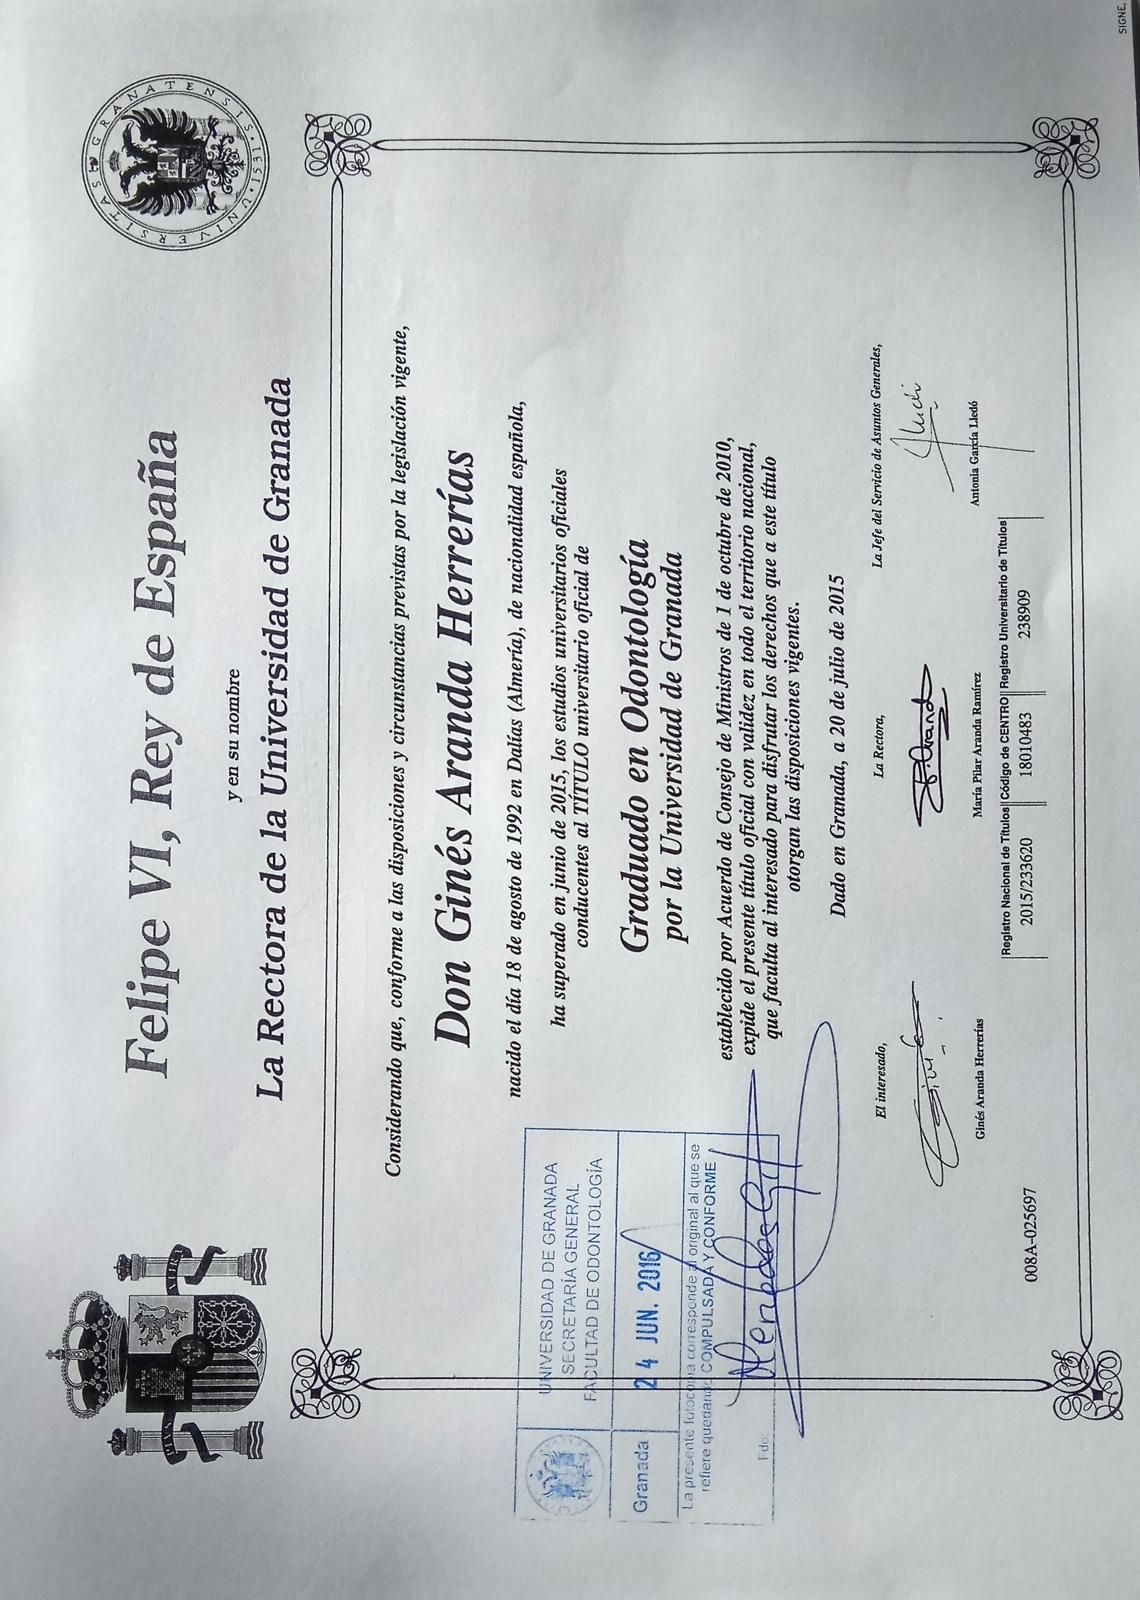 Felipe VI, Rey de España
y en su nombre
La Rectora de la Universidad de Granada
UNIVERSITAS GRANATENSIS · 1531 ·
PLUS
VLTRA
Considerando que, conforme a las disposiciones y circunstancias previstas por la legislación vigente,
Don Ginés Aranda Herrerías
nacido el día 18 de agosto de 1992 en Dalías (Almería), de nacionalidad española,
ha superado en junio de 2015, los estudios universitarios oficiales
conducentes al TÍTULO universitario oficial de
Graduado en Odontología
por la Universidad de Granada
establecido por Acuerdo de Consejo de Ministros de 1 de octubre de 2010,
expide el presente título oficial con validez en todo el territorio nacional,
que faculta al interesado para disfrutar los derechos que a este título
otorgan las disposiciones vigentes.
Dado en Granada, a 20 de julio de 2015
El interesado,
La Rectora,
La Jefe del Servicio de Asuntos Generales,
Ginés Aranda Herrerías
María Pilar Aranda Ramírez
Antonia García Lledó
Registro Nacional de Títulos
Código de CENTRO
Registro Universitario de Títulos
2015/233620
18010483
238909
008A-025697
UNIVERSIDAD DE GRANADA
SECRETARÍA GENERAL
FACULTAD DE ODONTOLOGÍA
Granada
24 JUN. 2016
La presente fotocopia corresponde al original al que se
refiere quedando COMPULSADA Y CONFORME
Fdo:
SIGNE,